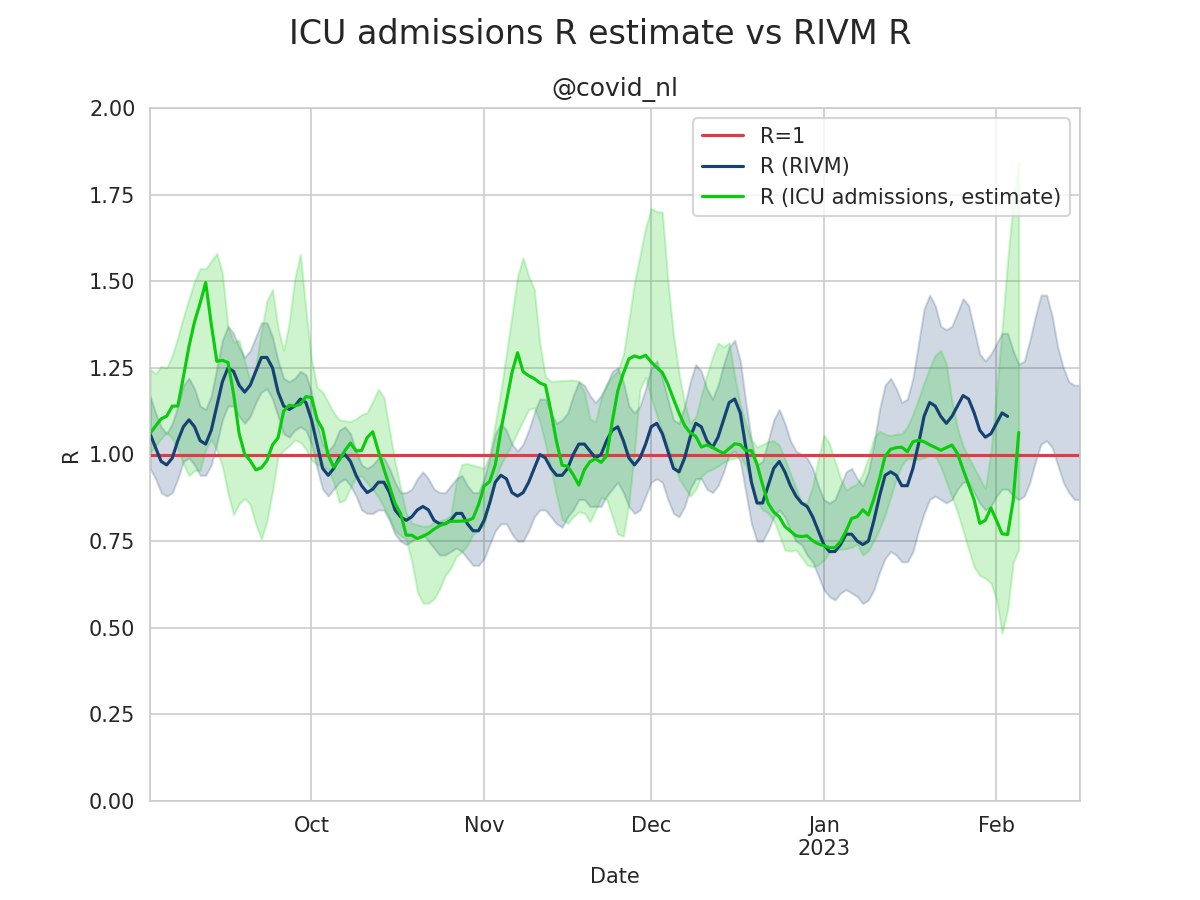 ICU admissions R estimate vs RIVM R
@covid_nl
2.00
1.75
1.50
1.25
1.00
0.75
0.50
0.25
0.00
R
R=1
R (RIVM)
R (ICU admissions, estimate)
Oct
Nov
Dec
Jan
2023
Feb
Date